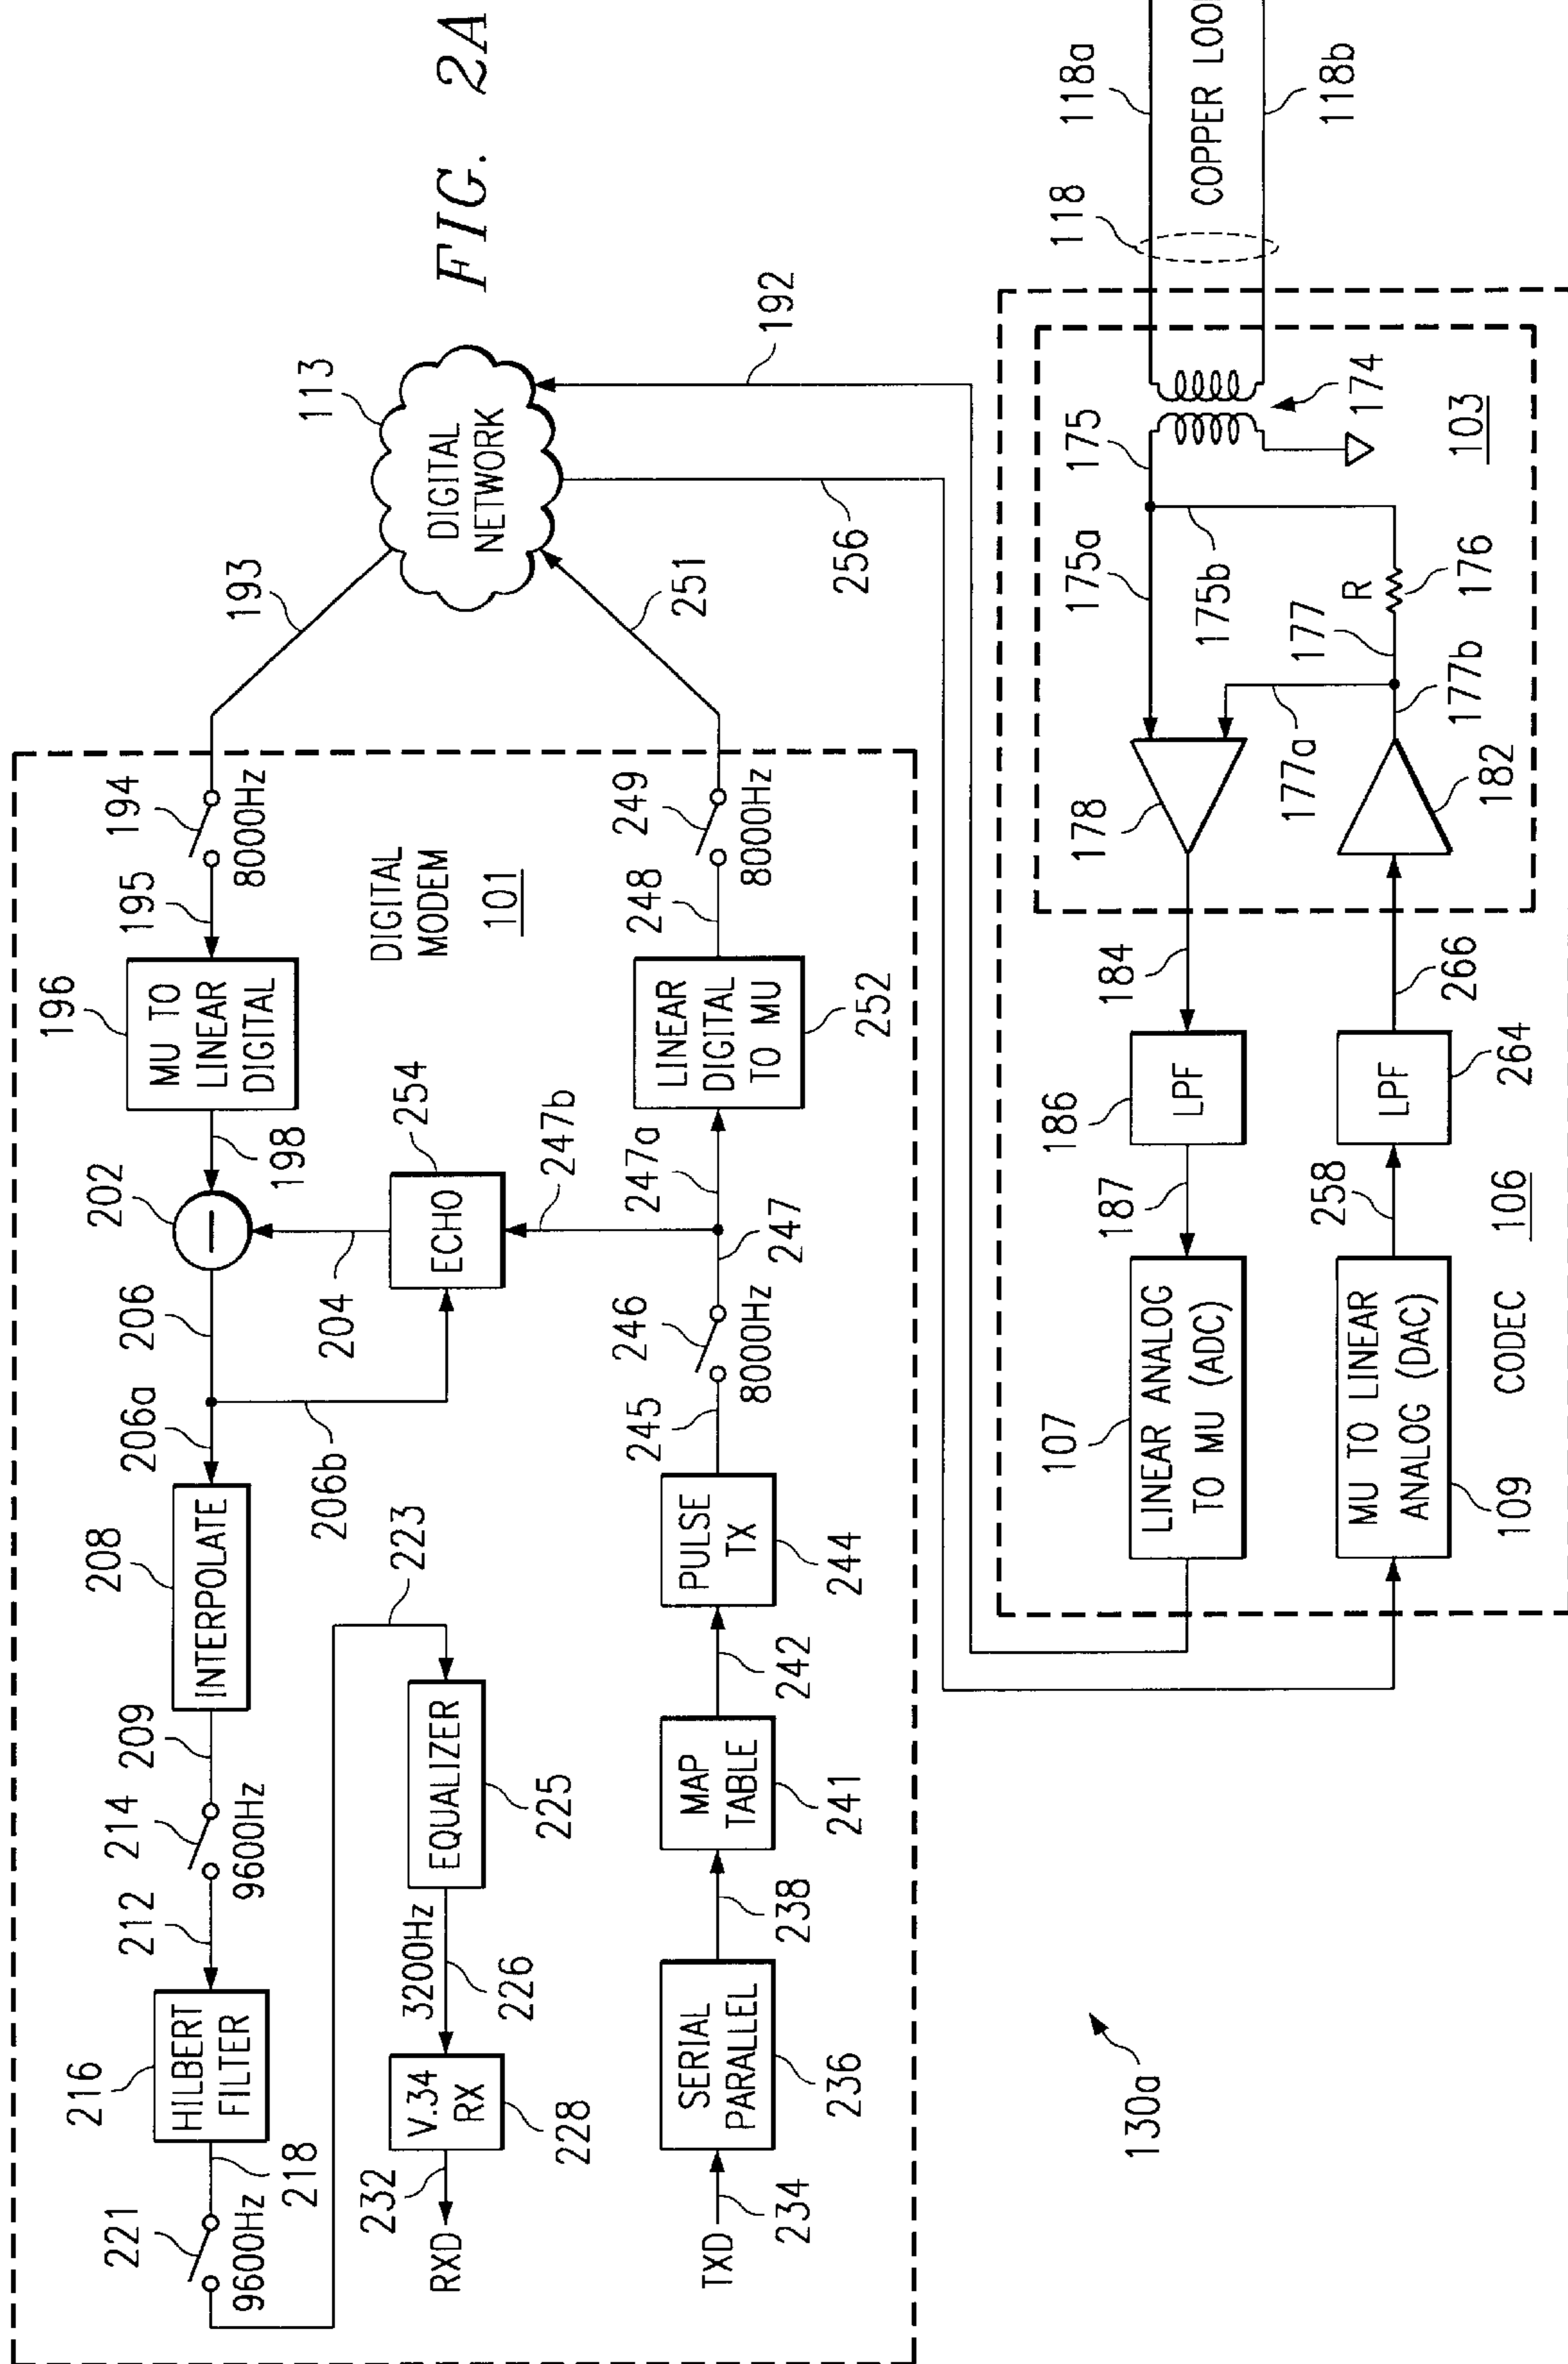 FIG. 2A
DIGITAL
MODEM
101
221
9600Hz
218
216
HILBERT
FILTER
212
214
9600Hz
209
208
INTERPOLATE
206a
206
206b
202
204
198
196
MU TO
LINEAR
DIGITAL
195
194
8000Hz
193
113
DIGITAL
NETWORK
192
223
RXD
232
V.34
RX
228
3200Hz
226
EQUALIZER
225
ECHO
254
247b
TXD
234
SERIAL
PARALLEL
236
238
MAP
TABLE
241
242
PULSE
TX
244
245
246
8000Hz
247
247a
LINEAR
DIGITAL
TO MU
252
248
249
8000Hz
251
256
130a
107
LINEAR ANALOG
TO MU (ADC)
187
186
LPF
184
178
175a
175
175b
177a
177
R
176
177b
182
174
103
118
118a
COPPER LOO
118b
MU TO LINEAR
ANALOG (DAC)
109
258
LPF
264
266
CODEC
106